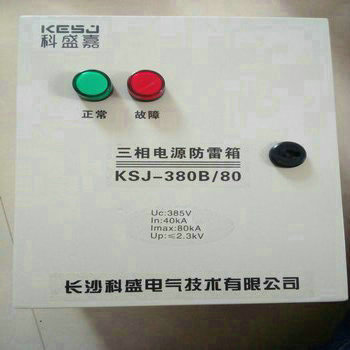 KESJ
科盛嘉
正常 故障
三相电源防雷箱
KSJ-380B/80
Uc:385V
In:40kA
Imax:80kA
Up:≤2.3kV
长沙科盛电气技术有限公司